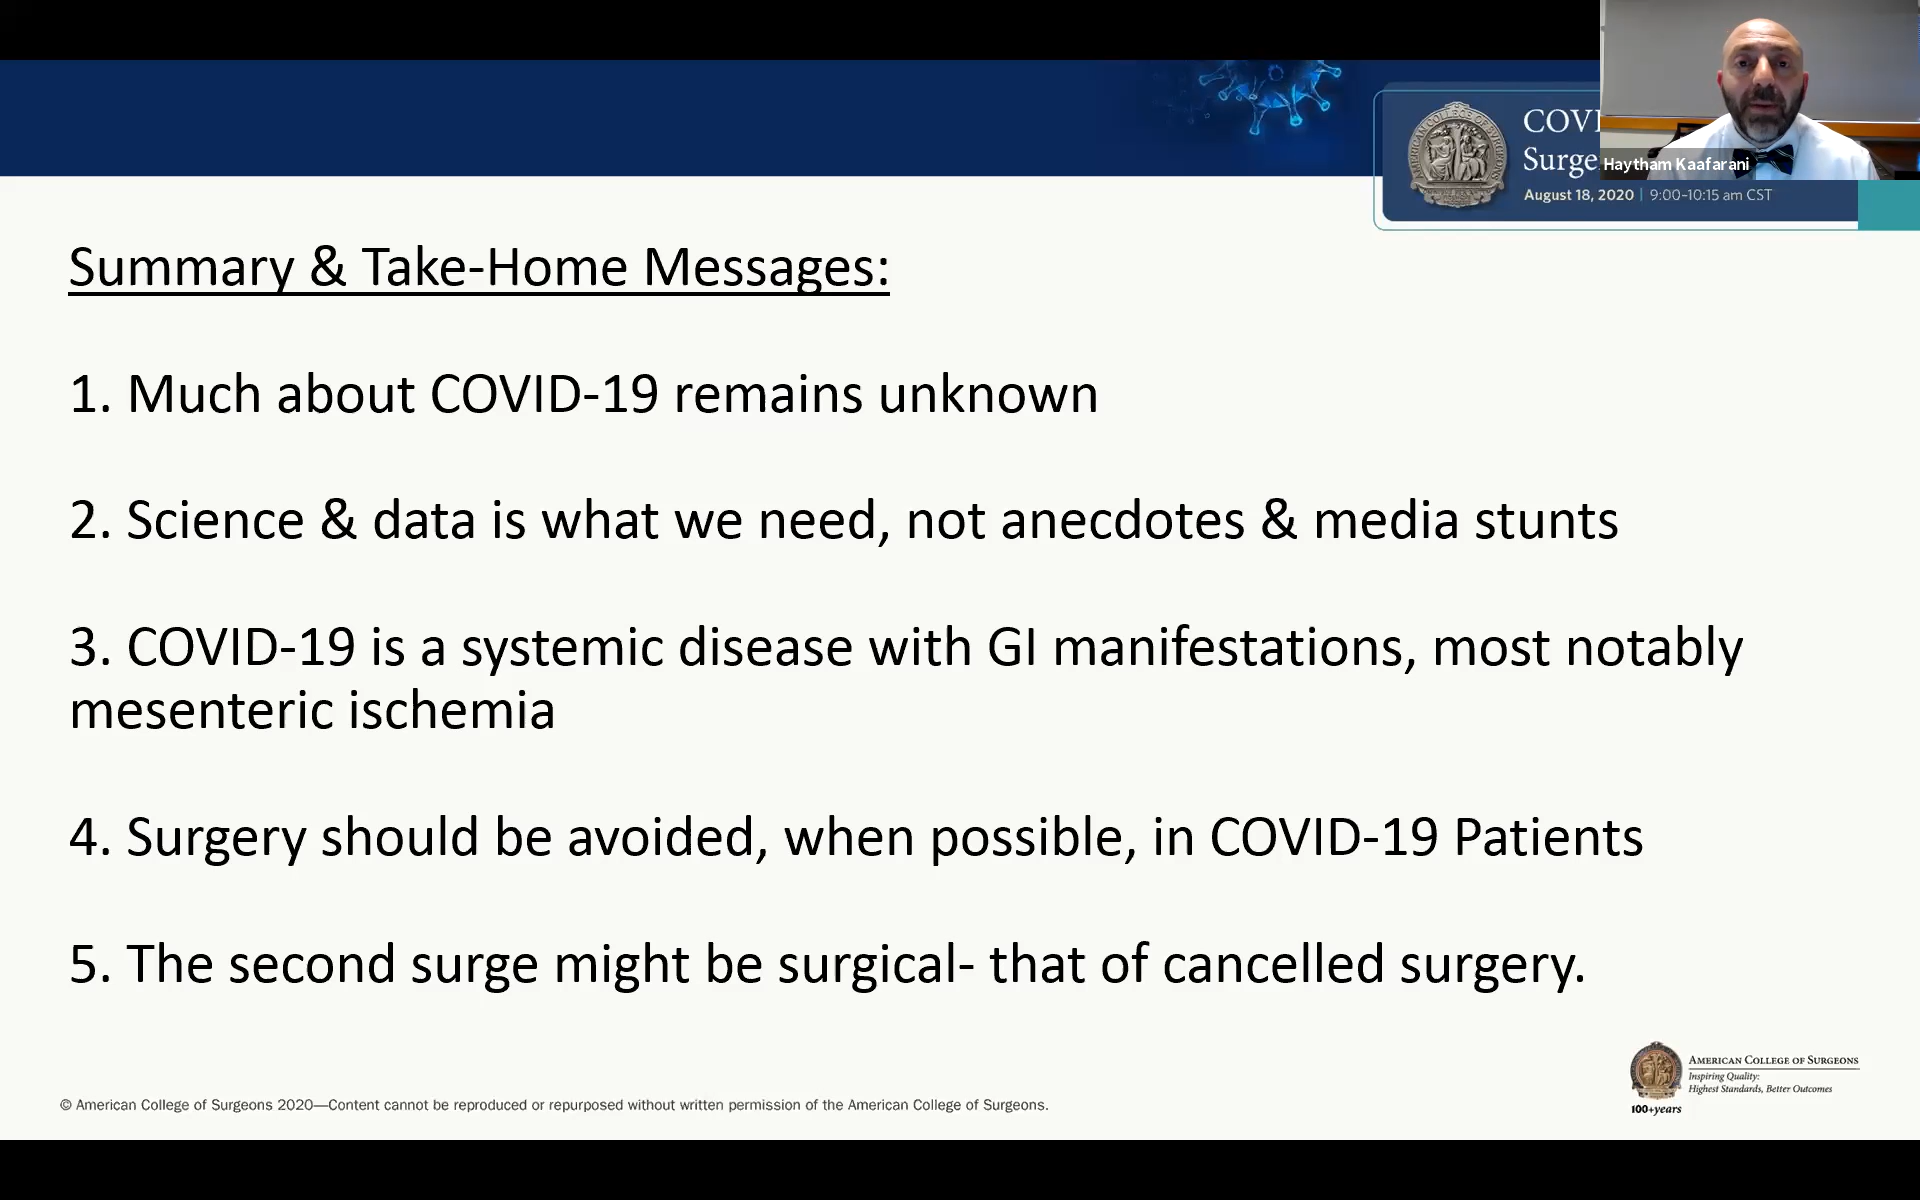 COVI
Surge
August 18, 2020 | 9:00–10:15 am CST
Haytham Kaafarani
AMERICAN COLLEGE OF SURGEONS
Summary & Take-Home Messages:
1. Much about COVID-19 remains unknown
2. Science & data is what we need, not anecdotes & media stunts
3. COVID-19 is a systemic disease with GI manifestations, most notably
mesenteric ischemia
4. Surgery should be avoided, when possible, in COVID-19 Patients
5. The second surge might be surgical- that of cancelled surgery.
© American College of Surgeons 2020—Content cannot be reproduced or repurposed without written permission of the American College of Surgeons.
AMERICAN COLLEGE OF SURGEONS
Inspiring Quality:
Highest Standards, Better Outcomes
100+years